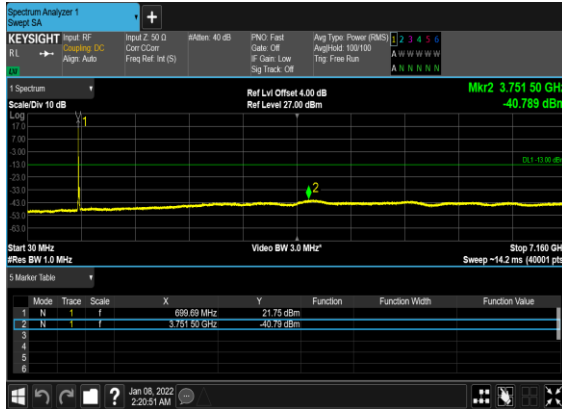 Spectrum Analyzer 1
Swept SA
+
KEYSIGHT Input: RF Input Z: 50 Ω #Atten: 40 dB PNO: Fast Avg Type: Power (RMS) 1 2 3 4 5 6
RL Coupling: DC Corr CCorr Gate: Off Avg|Hold: 100/100 A W W W W W
Align: Auto Freq Ref: Int (S) IF Gain: Low Trig: Free Run
LU Sig Track: Off A N N N N N
1 Spectrum Ref Lvl Offset 4.00 dB Mkr2 3.751 50 GHz
Scale/Div 10 dB Ref Level 27.00 dBm -40.789 dBm
Log
17.0 1
7.00
-3.00
-13.0 DL1 -13.00 dBm
-23.0
-33.0 2
-43.0
-53.0
-63.0
Start 30 MHz Video BW 3.0 MHz* Stop 7.160 GH
#Res BW 1.0 MHz Sweep ~14.2 ms (40001 pts
5 Marker Table
Mode Trace Scale X Y Function Function Width Function Value
1 N 1 f 699.69 MHz 21.75 dBm
2 N 1 f 3.751 50 GHz -40.79 dBm
3
4
5
6
? Jan 08, 2022
2:20:51 AM